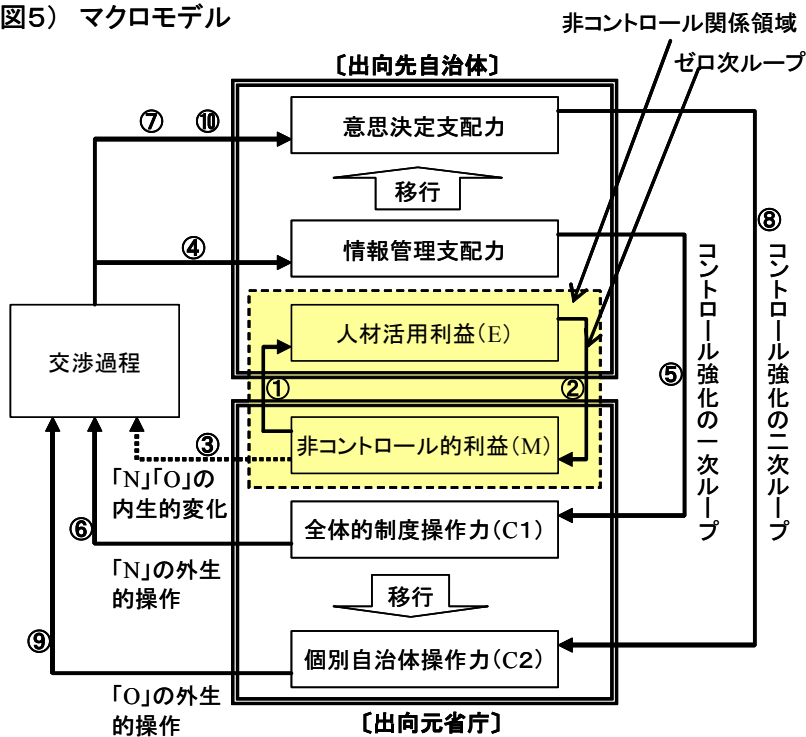 図5） マクロモデル
非コントロール関係領域
ゼロ次ループ
〔出向先自治体〕
⑦ ⑩
意思決定支配力
移行
④
情報管理支配力
⑧
人材活用利益(E)
交渉過程
①
②
⑤
コントロール強化の一次ループ
コントロール強化の二次ループ
③
非コントロール的利益(M)
「N」「O」の
内生的変化
⑥
全体的制度操作力(C1)
「N」の外生
的操作
移行
⑨
個別自治体操作力(C2)
「O」の外生
的操作
〔出向元省庁〕